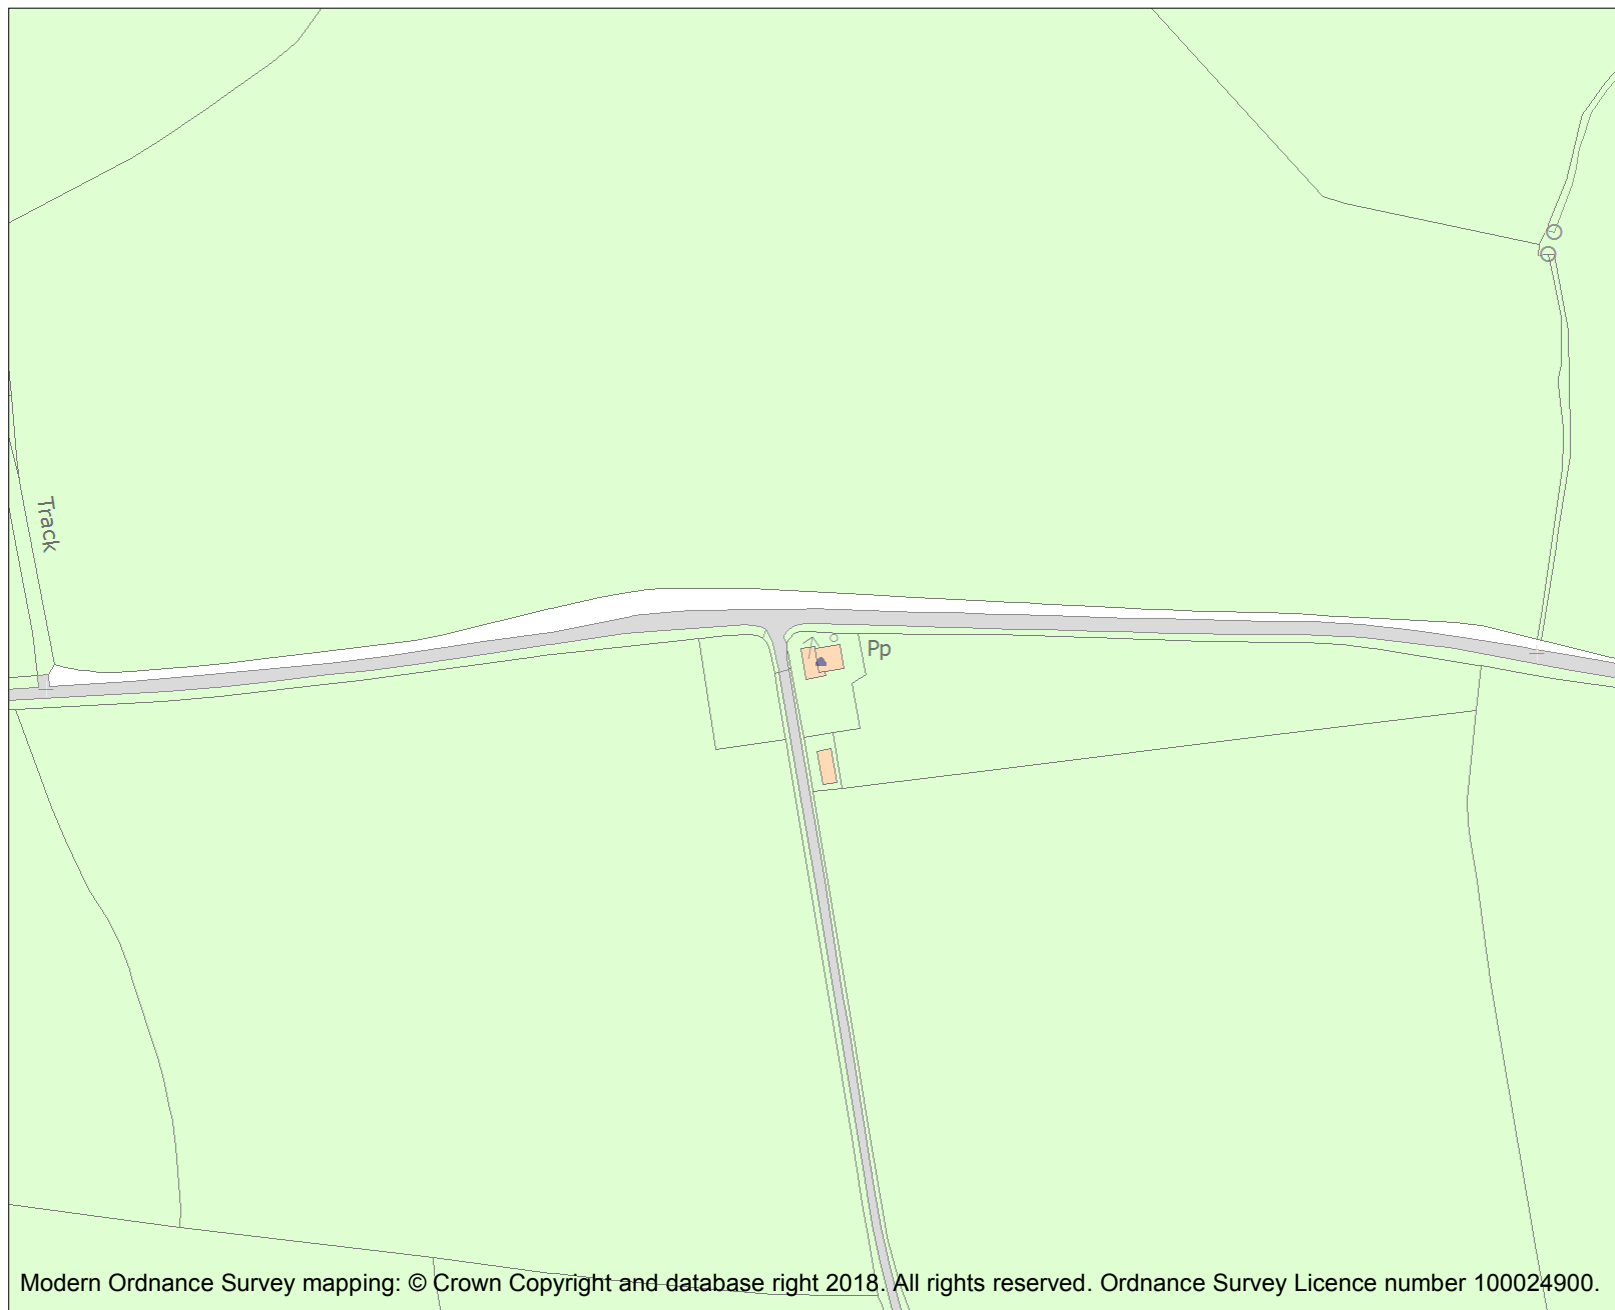 Track
Pp
Modern Ordnance Survey mapping: © Crown Copyright and database right 2018. All rights reserved. Ordnance Survey Licence number 100024900.